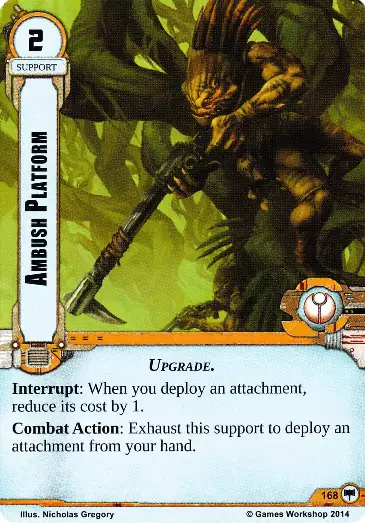 2
SUPPORT
AMBUSH PLATFORM
UPGRADE.
Interrupt: When you deploy an attachment,
reduce its cost by 1.
Combat Action: Exhaust this support to deploy an
attachment from your hand.
168
Illus. Nicholas Gregory © Games Workshop 2014